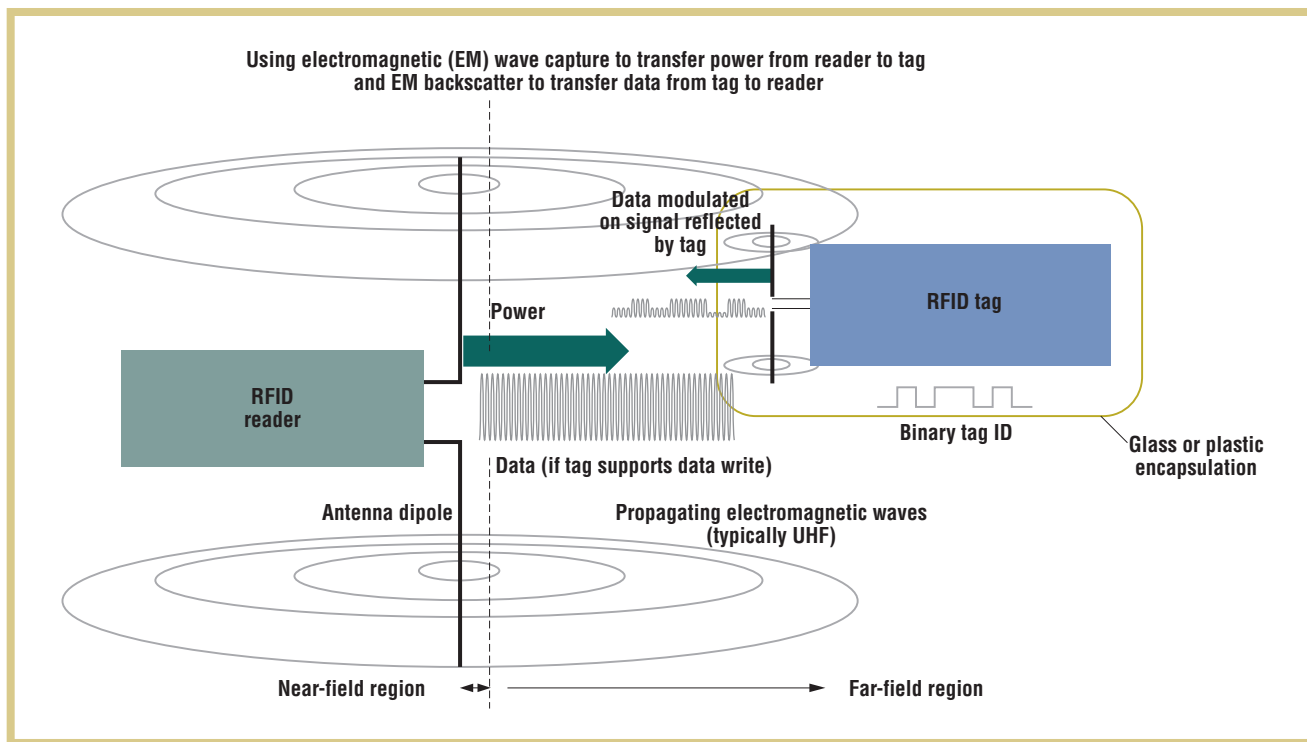 Using electromagnetic (EM) wave capture to transfer power from reader to tag
and EM backscatter to transfer data from tag to reader
Data modulated
on signal reflected
by tag
Power
RFID tag
RFID
reader
Binary tag ID
Glass or plastic
encapsulation
Data (if tag supports data write)
Antenna dipole
Propagating electromagnetic waves
(typically UHF)
Near-field region
Far-field region